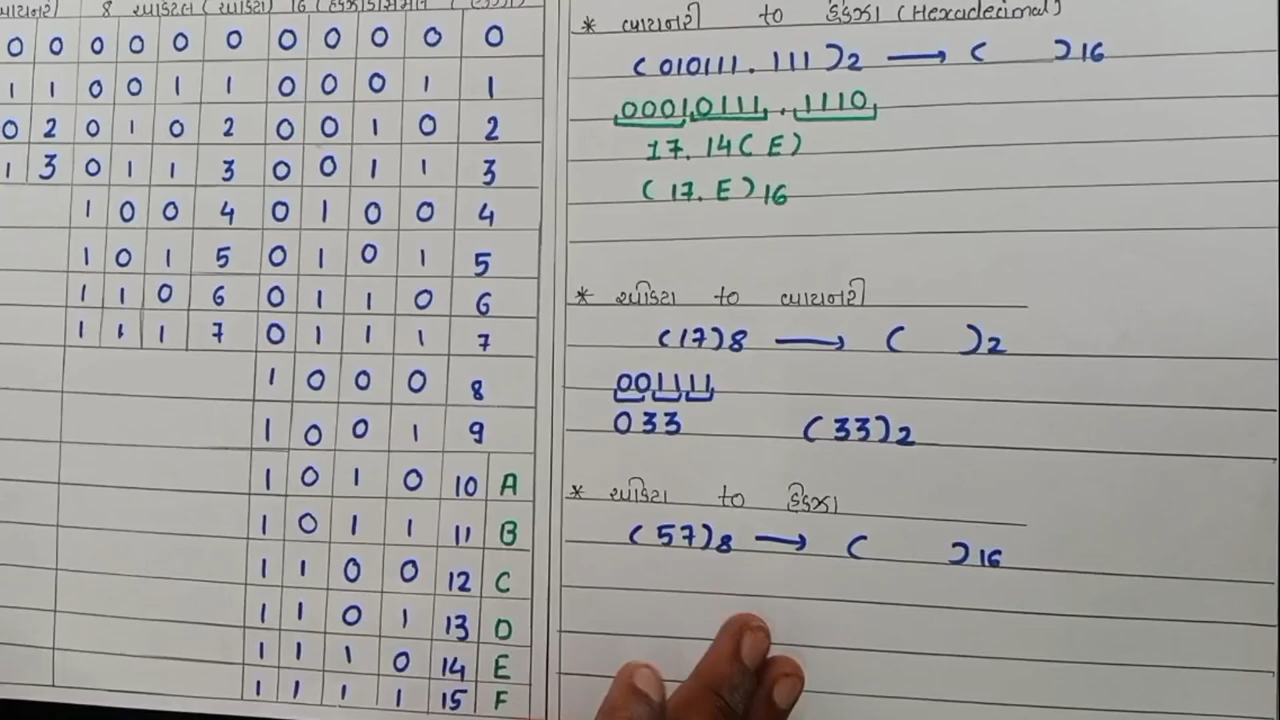 0 0 0 0 0 0 0 0 0 0 0
1 1 0 0 1 1 0 0 0 1 1
0 2 0 1 0 2 0 0 1 0 2
1 3 0 1 1 3 0 0 1 1 3
1 0 0 4 0 1 0 0 4
1 0 1 5 0 1 0 1 5
1 1 0 6 0 1 1 0 6
1 1 1 7 0 1 1 1 7
1 0 0 0 8
1 0 0 1 9
1 0 1 0 10 A
1 0 1 1 11 B
1 1 0 0 12 C
1 1 0 1 13 D
1 1 1 0 14 E
1 1 1 1 15 F
* બાયનરી to હેક્ઝા (Hexadecimal)
(010111.111)2 → ( )16
00010111.1110
17.14(E)
(17.E)16
* to બાયનરી
(17)8 → ( )2
001111
033 (33)2
* to હેક્ઝા
(57)8 → ( )16